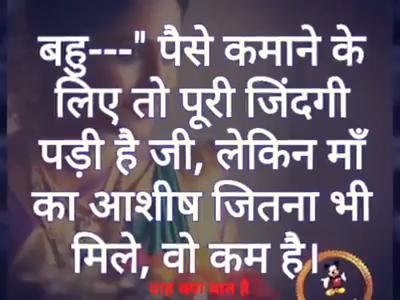 बहु---" पैसे कमाने के
लिए तो पूरी जिंदगी
पड़ी है जी, लेकिन माँ
का आशीष जितना भी
मिले, वो कम है।
वाह क्या बात है